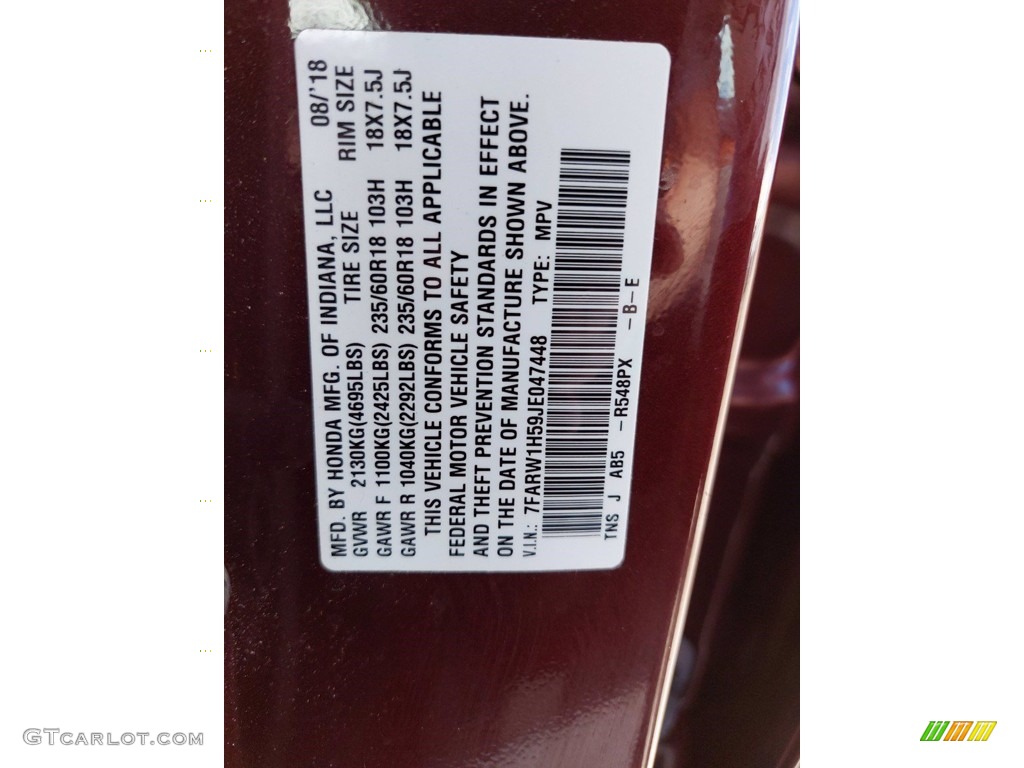 MFD. BY HONDA MFG. OF INDIANA, LLC 08/'18
GVWR 2130KG(4695LBS) TIRE SIZE RIM SIZE
GAWR F 1100KG(2425LBS) 235/60R18 103H 18X7.5J
GAWR R 1040KG(2292LBS) 235/60R18 103H 18X7.5J
THIS VEHICLE CONFORMS TO ALL APPLICABLE
FEDERAL MOTOR VEHICLE SAFETY
AND THEFT PREVENTION STANDARDS IN EFFECT
ON THE DATE OF MANUFACTURE SHOWN ABOVE.
V.I.N.: 7FARW1H59JE047448 TYPE: MPV
TNS J AB5 -R548PX -B-E
GTCARLOT.COM